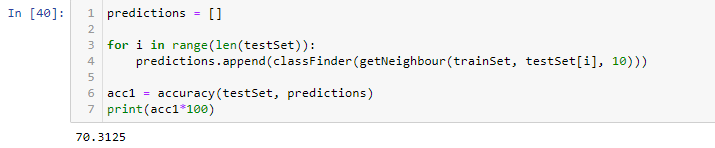 In [40]:
1 predictions = []
2
3 for i in range(len(testSet)):
4     predictions.append(classFinder(getNeighbour(trainSet, testSet[i], 10)))
5
6 acc1 = accuracy(testSet, predictions)
7 print(acc1*100)
70.3125